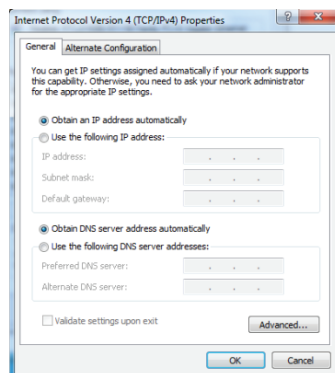 Internet Protocol Version 4 (TCP/IPv4) Properties
General
Alternate Configuration
You can get IP settings assigned automatically if your network supports
this capability. Otherwise, you need to ask your network administrator
for the appropriate IP settings.
Obtain an IP address automatically
Use the following IP address:
IP address:
Subnet mask:
Default gateway:
Obtain DNS server address automatically
Use the following DNS server addresses:
Preferred DNS server:
Alternate DNS server:
Validate settings upon exit
Advanced...
OK
Cancel